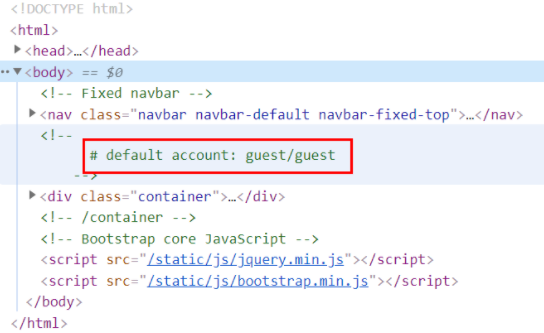 <!DOCTYPE html>
<html>
▶<head>…</head>
··▼<body> == $0
<!-- Fixed navbar -->
▶<nav class="navbar navbar-default navbar-fixed-top">…</nav>
<!--
# default account: guest/guest
-->
▶<div class="container">…</div>
<!-- /container -->
<!-- Bootstrap core JavaScript -->
<script src="/static/js/jquery.min.js"></script>
<script src="/static/js/bootstrap.min.js"></script>
</body>
</html>